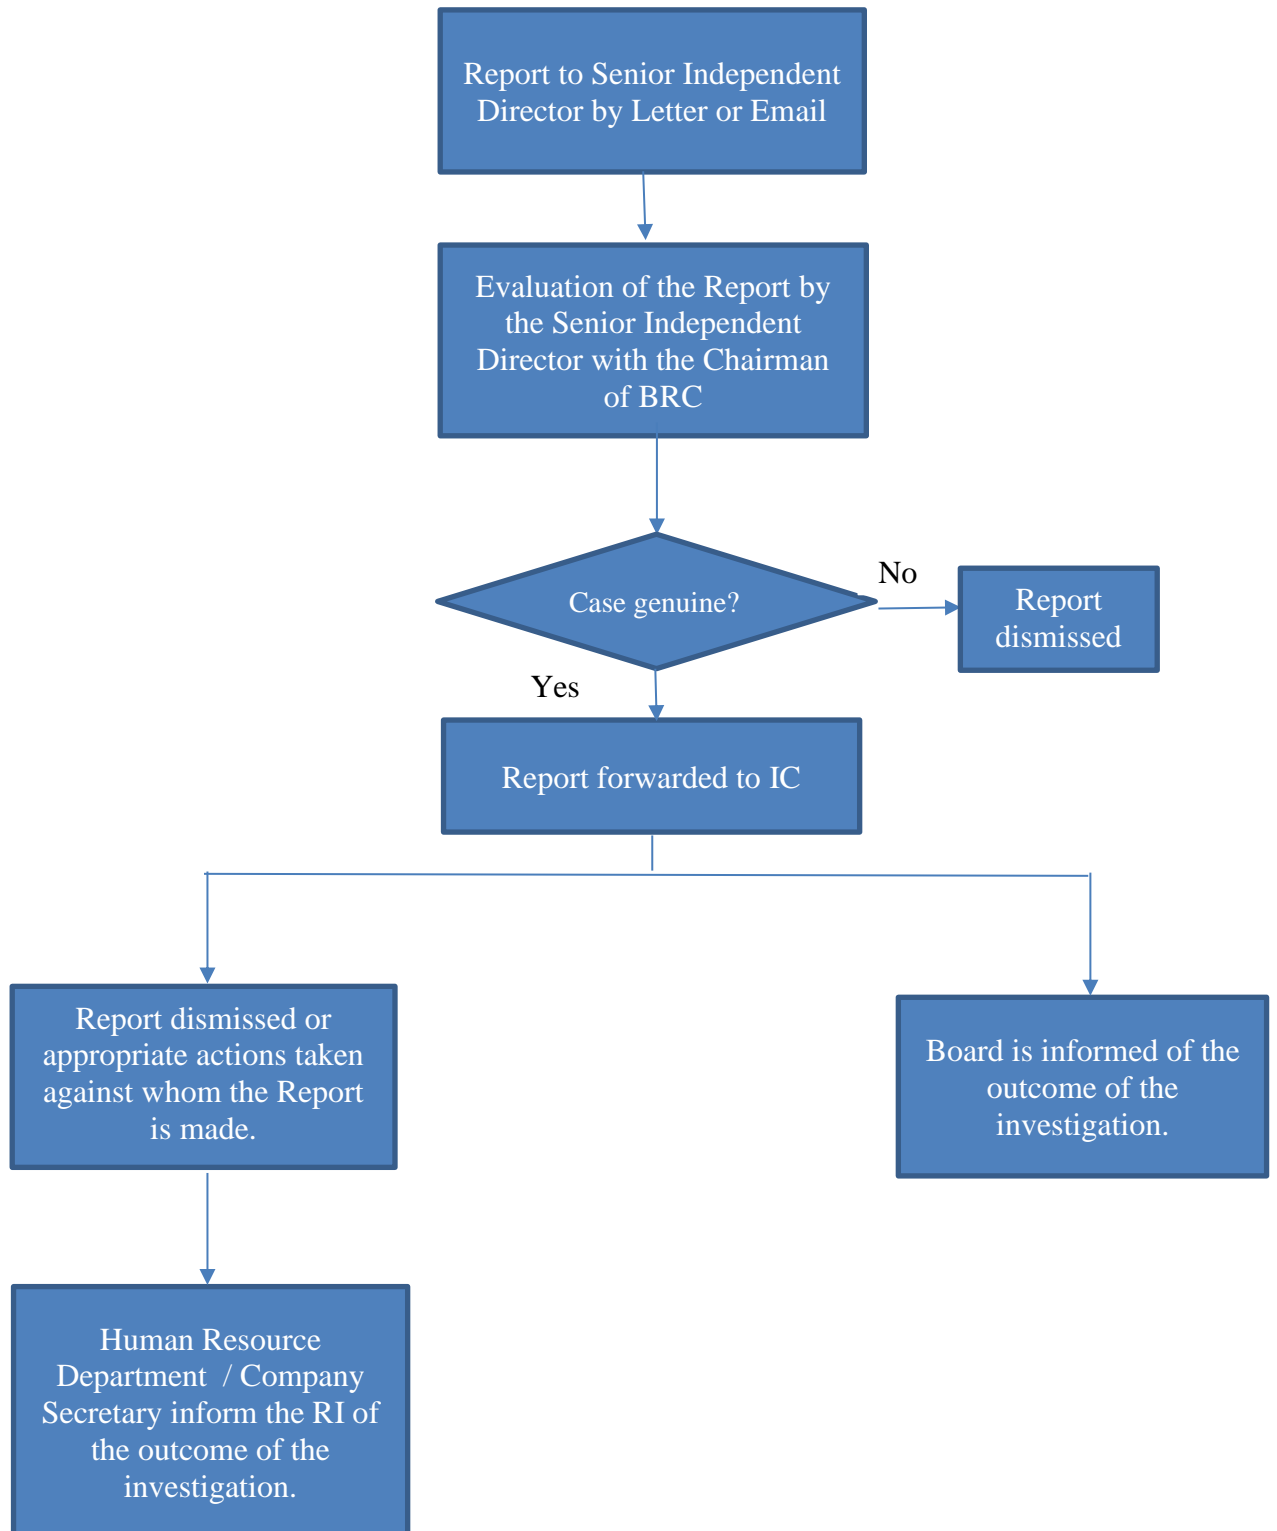 Report to Senior Independent
Director by Letter or Email
Evaluation of the Report by
the Senior Independent
Director with the Chairman
of BRC
Case genuine?
No
Report
dismissed
Yes
Report forwarded to IC
Report dismissed or
appropriate actions taken
against whom the Report
is made.
Board is informed of the
outcome of the
investigation.
Human Resource
Department / Company
Secretary inform the RI of
the outcome of the
investigation.